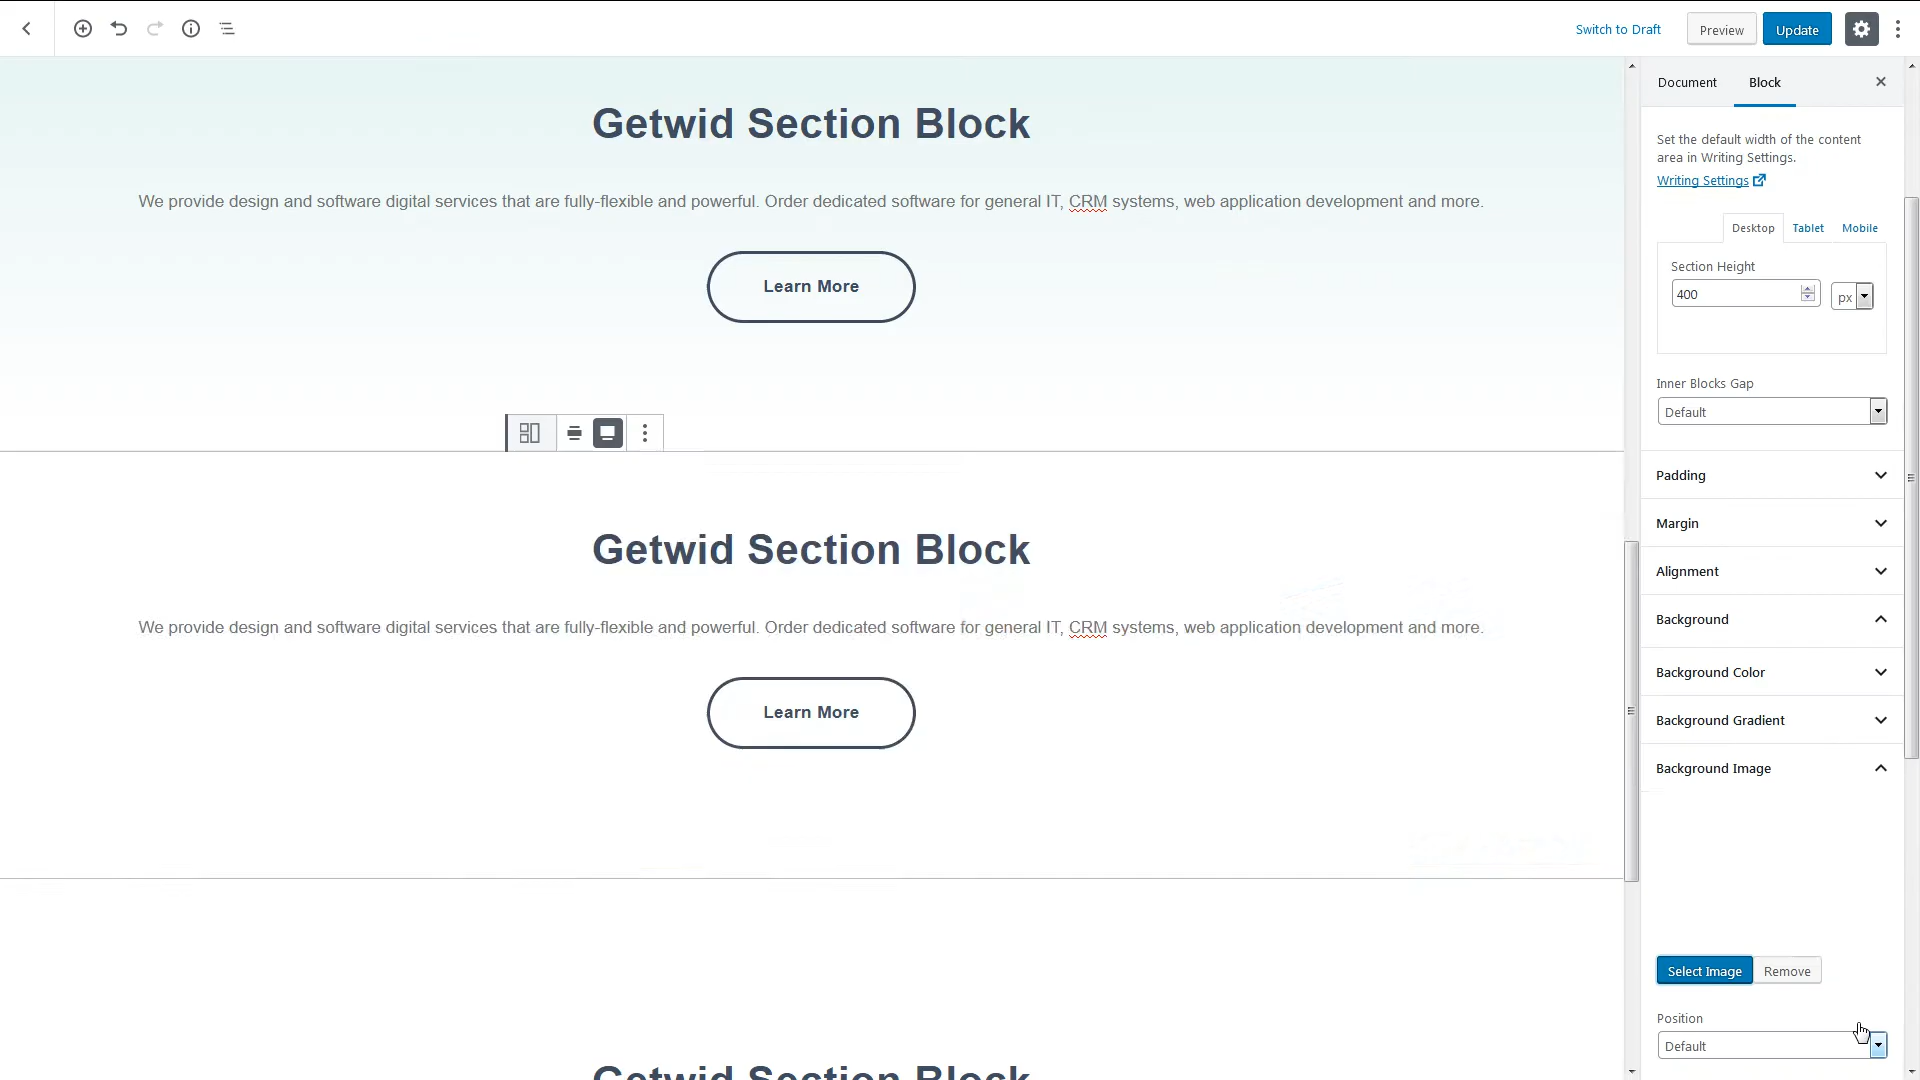 Switch to Draft
Preview
Update
Getwid Section Block
We provide design and software digital services that are fully-flexible and powerful. Order dedicated software for general IT, CRM systems, web application development and more.
Learn More
Getwid Section Block
We provide design and software digital services that are fully-flexible and powerful. Order dedicated software for general IT, CRM systems, web application development and more.
Learn More
Getwid Section Block
Document
Block
Set the default width of the content
area in Writing Settings.
Writing Settings
Desktop
Tablet
Mobile
Section Height
400
px
Inner Blocks Gap
Default
Padding
Margin
Alignment
Background
Background Color
Background Gradient
Background Image
Select Image
Remove
Position
Default